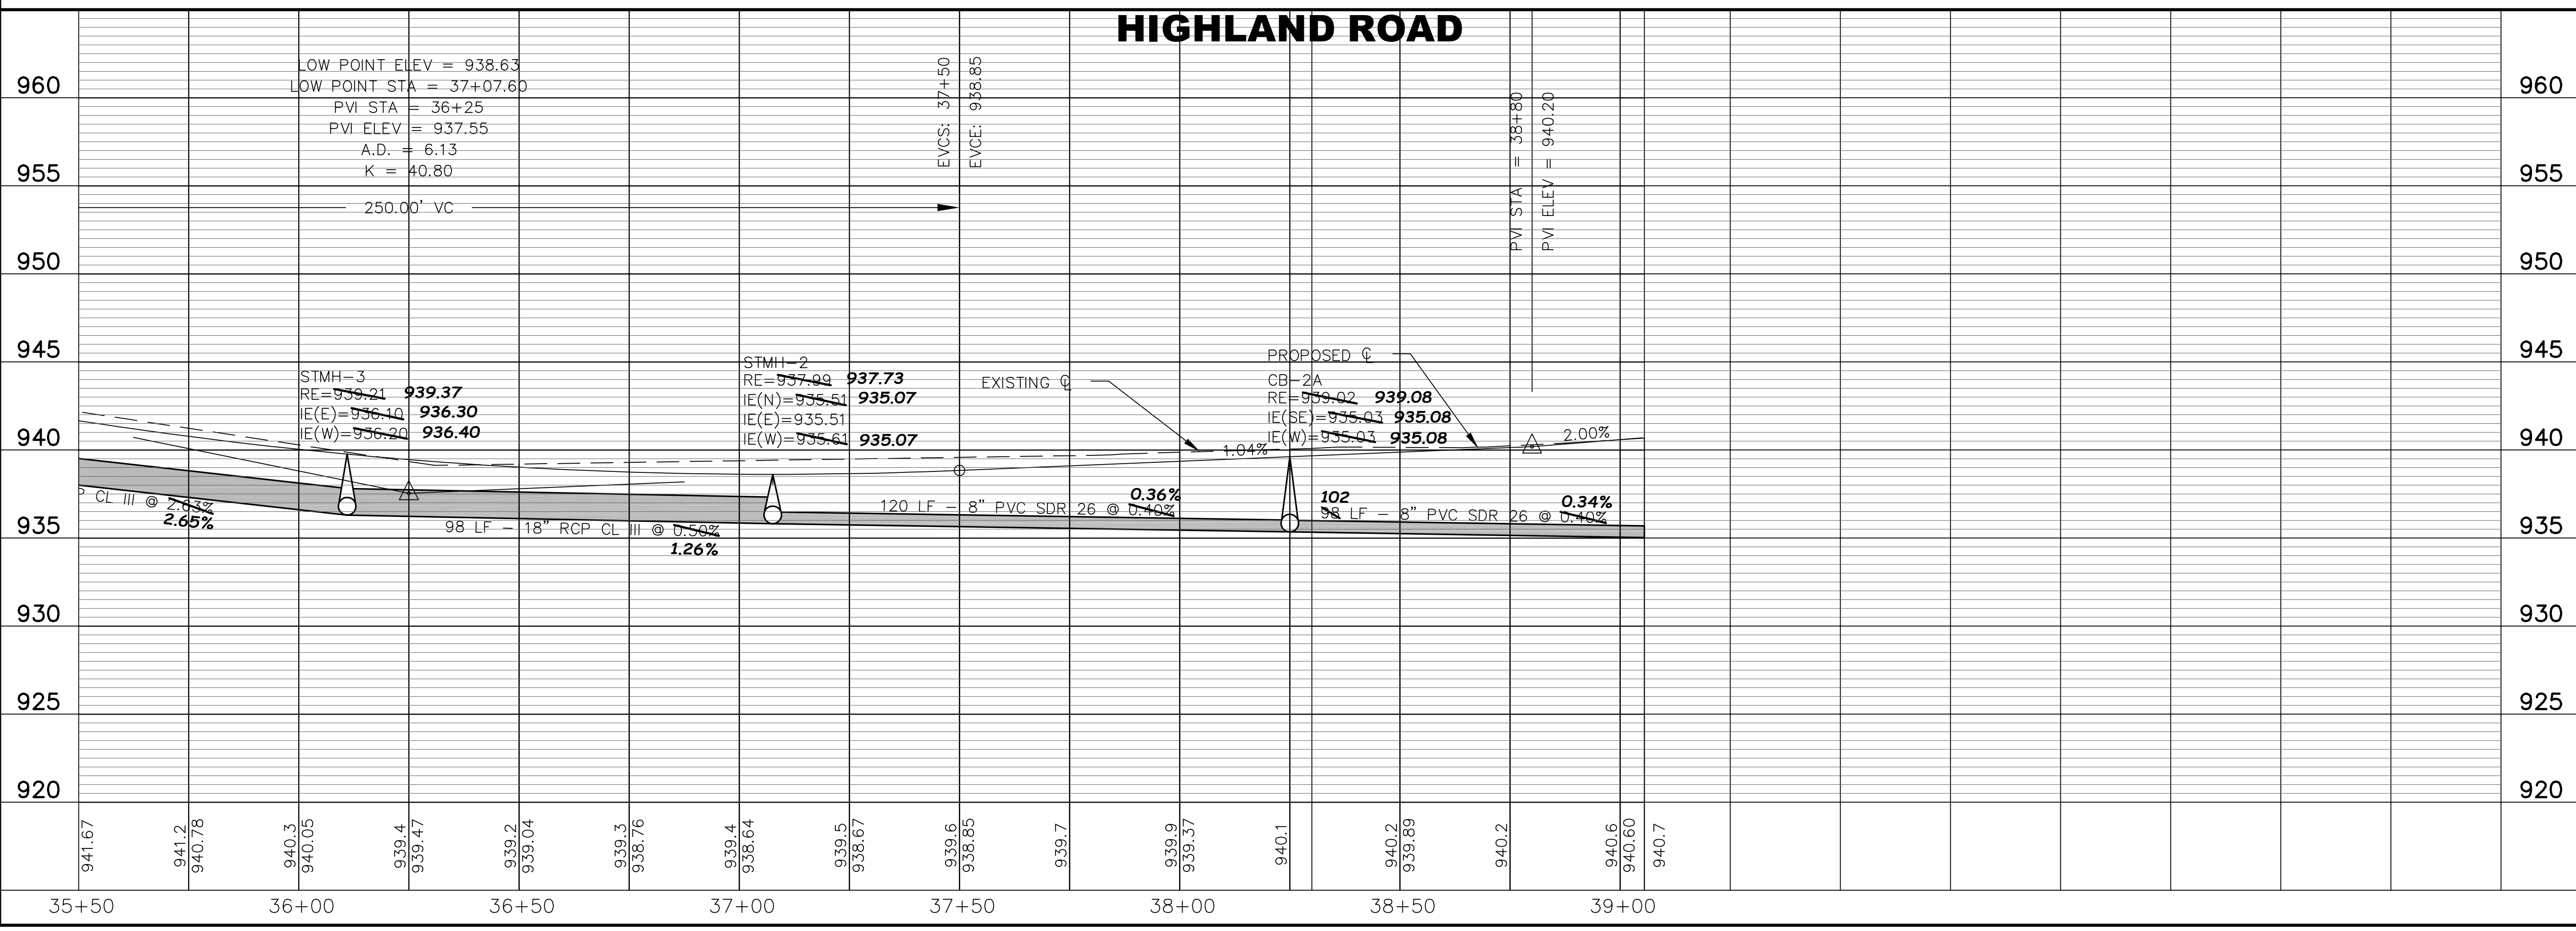 HIGHLAND ROAD
LOW POINT ELEV = 938.63
LOW POINT STA = 37+07.60
PVI STA = 36+25
PVI ELEV = 937.55
A.D. = 6.13
K = 40.80
250.00' VC
EVCS: 37+50
EVCE: 938.85
PVI STA = 38+80
PVI ELEV = 940.20
960
960
955
955
950
950
945
945
940
940
935
935
930
930
925
925
920
920
STMH-3
RE=939.21 939.37
IE(E)=936.10 936.30
IE(W)=936.20 936.40
STMH-2
RE=937.99 937.73
IE(N)=935.51 935.07
IE(E)=935.51
IE(W)=935.61 935.07
EXISTING ℄
PROPOSED ℄
CB-2A
RE=939.02 939.08
IE(SE)=935.03 935.08
IE(W)=935.03 935.08
1.04%
2.00%
P CL III @ 2.63%
2.65%
98 LF - 18" RCP CL III @ 0.50%
1.26%
0.36%
120 LF - 8" PVC SDR 26 @ 0.40%
102
0.34%
98 LF - 8" PVC SDR 26 @ 0.40%
941.67
941.2
940.78
940.3
940.05
939.4
939.47
939.2
939.04
939.3
938.76
939.4
938.64
939.5
938.67
939.6
938.85
939.7
939.9
939.37
940.1
940.2
939.89
940.2
940.6
940.60
940.7
35+50
36+00
36+50
37+00
37+50
38+00
38+50
39+00